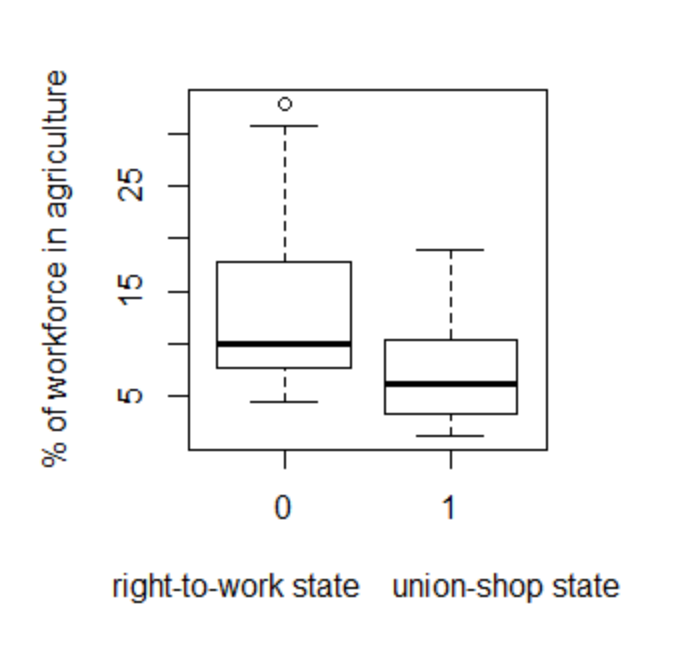 % of workforce in agriculture
25
15
5
0 1
right-to-work state union-shop state